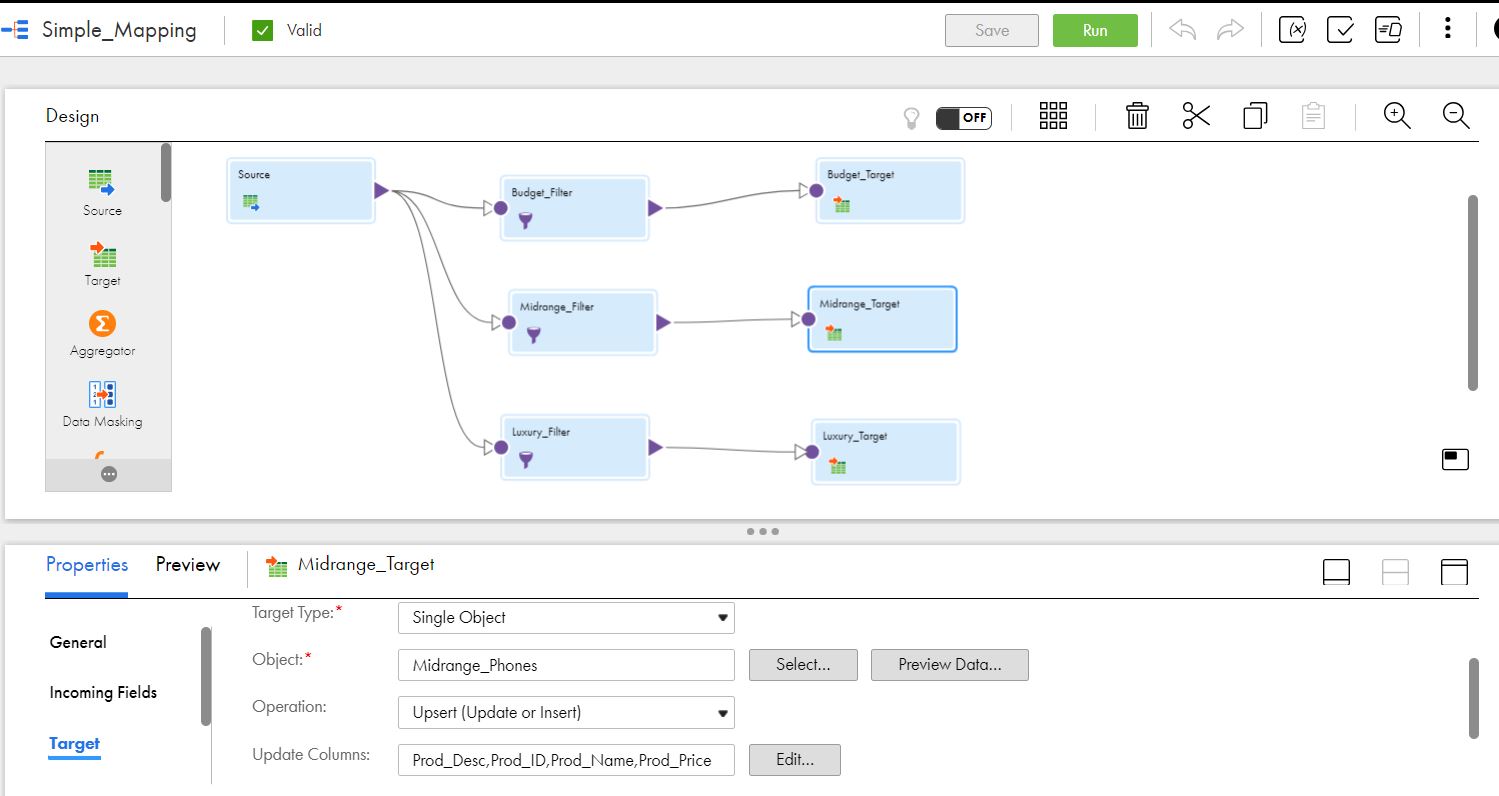 Simple_Mapping
Valid
Save
Run
Design
OFF
Source
Target
Aggregator
Data Masking
Source
Budget_Filter
Budget_Target
Midrange_Filter
Midrange_Target
Luxury_Filter
Luxury_Target
Properties
Preview
Midrange_Target
General
Incoming Fields
Target
Target Type:*
Single Object
Object:*
Midrange_Phones
Select...
Preview Data...
Operation:
Upsert (Update or Insert)
Update Columns:
Prod_Desc,Prod_ID,Prod_Name,Prod_Price
Edit...